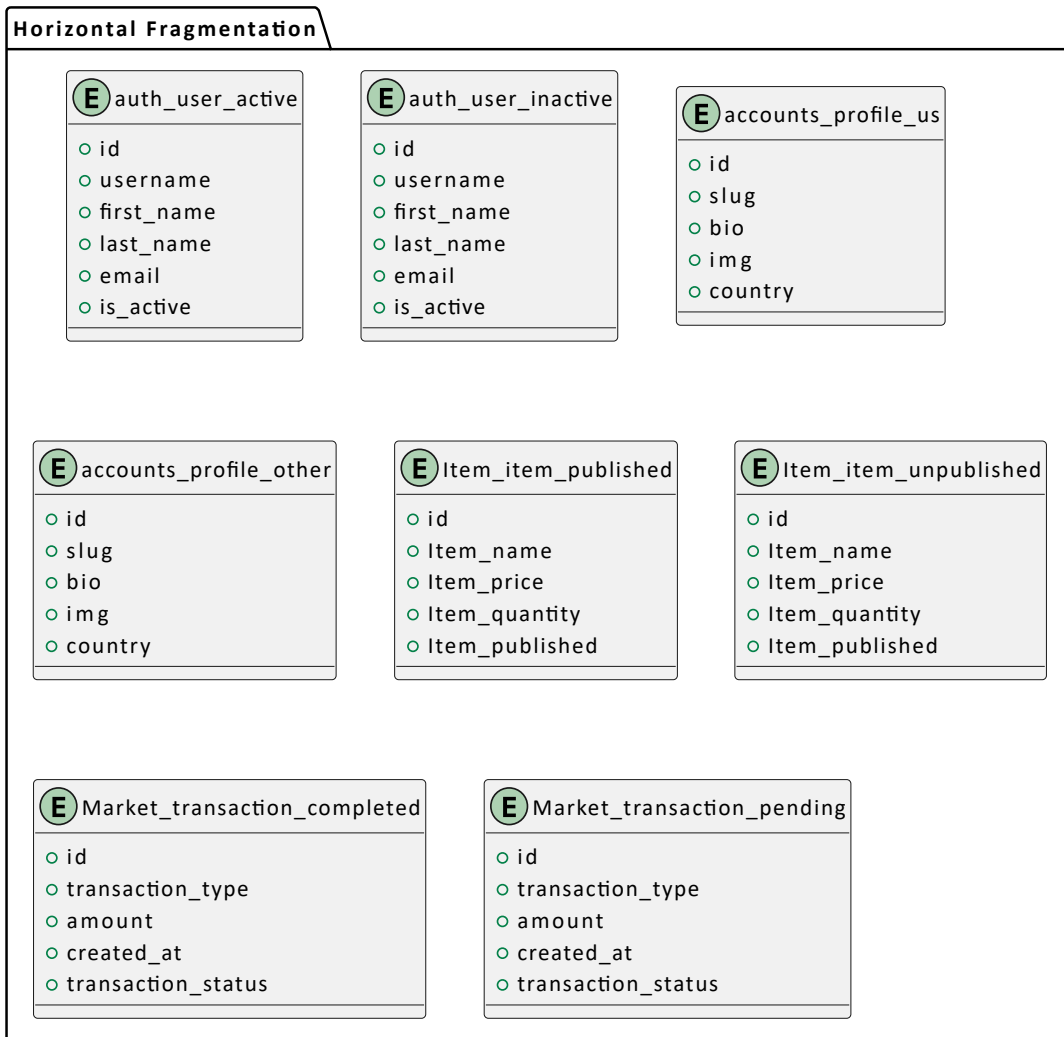 Horizontal Fragmentation
E auth_user_active
id
username
first_name
last_name
email
is_active
E auth_user_inactive
id
username
first_name
last_name
email
is_active
E accounts_profile_us
id
slug
bio
img
country
E accounts_profile_other
id
slug
bio
img
country
E Item_item_published
id
Item_name
Item_price
Item_quantity
Item_published
E Item_item_unpublished
id
Item_name
Item_price
Item_quantity
Item_published
E Market_transaction_completed
id
transaction_type
amount
created_at
transaction_status
E Market_transaction_pending
id
transaction_type
amount
created_at
transaction_status